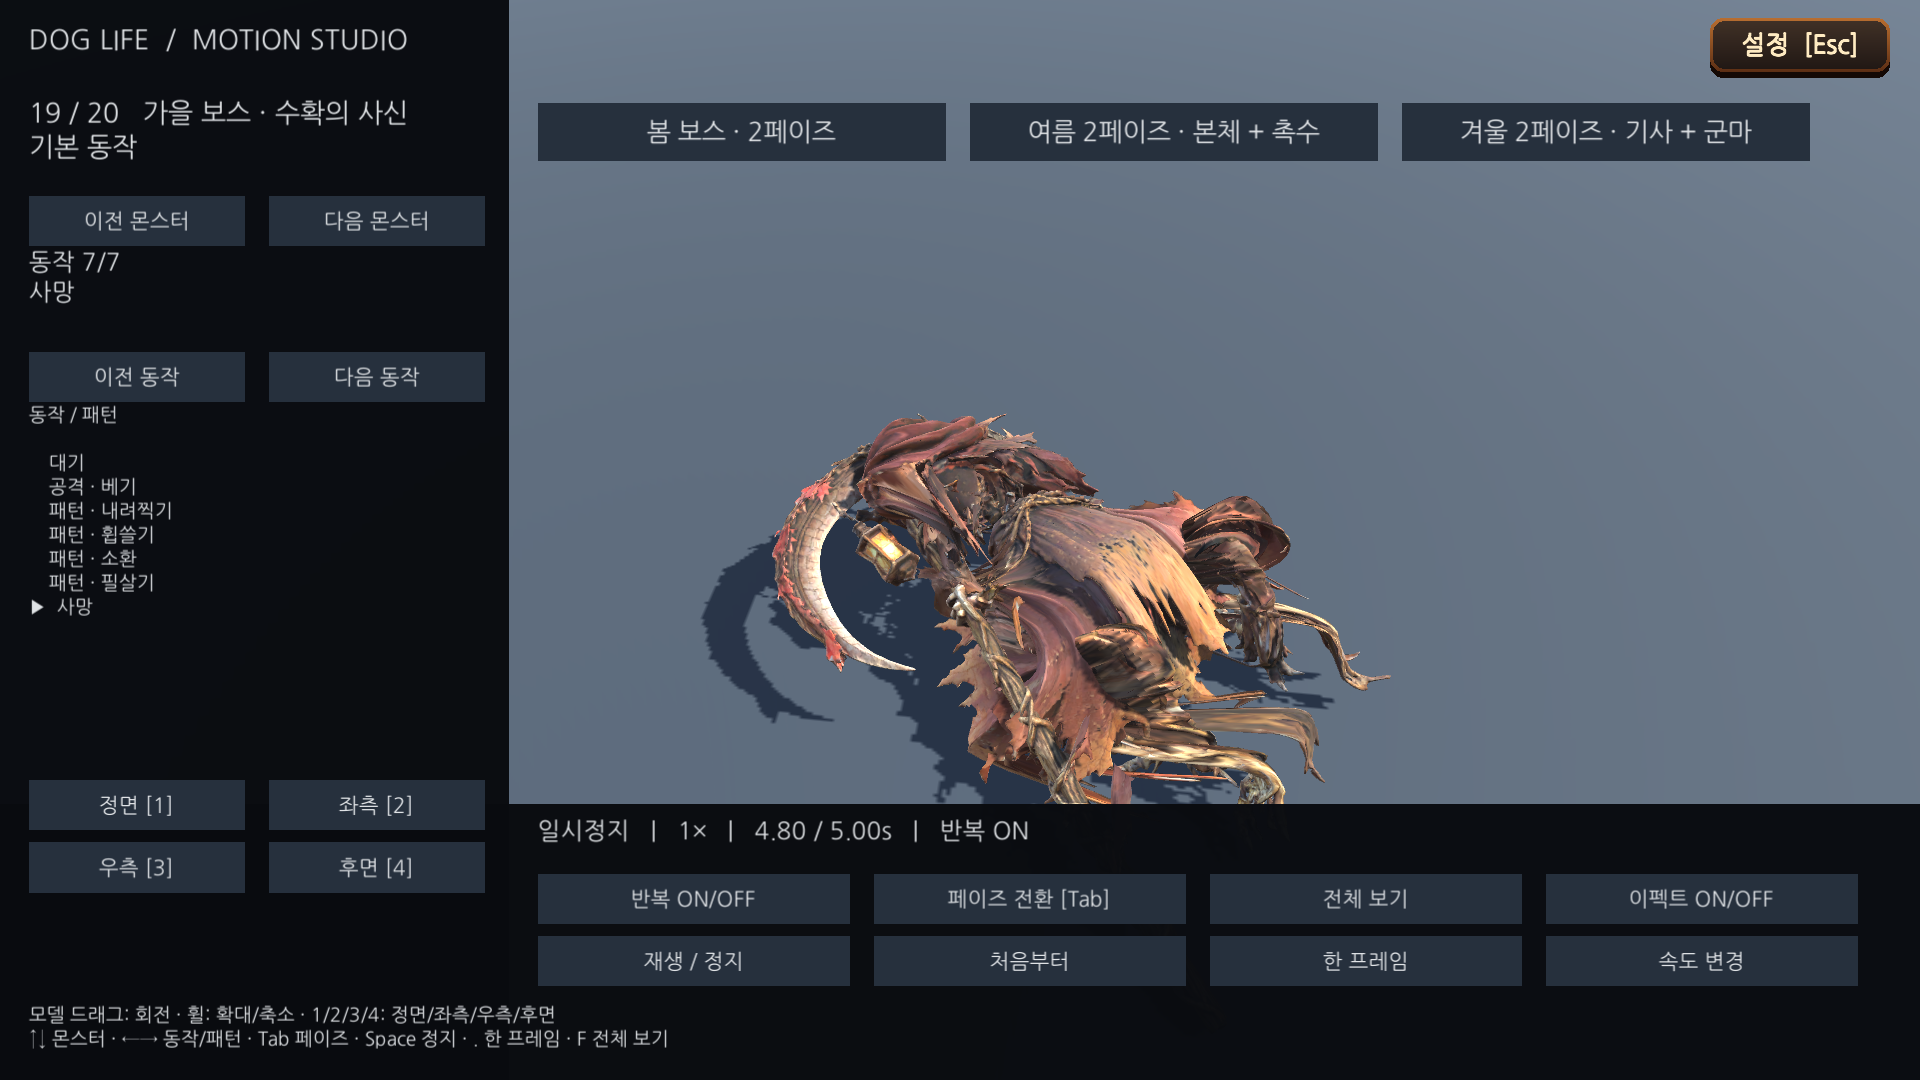 DOG LIFE / MOTION STUDIO
설정 [Esc]
19 / 20 가을 보스 · 수확의 사신
기본 동작
봄 보스 · 2페이즈
여름 2페이즈 · 본체 + 촉수
겨울 2페이즈 · 기사 + 군마
이전 몬스터
다음 몬스터
동작 7/7
사망
이전 동작
다음 동작
동작 / 패턴
대기
공격 · 베기
패턴 · 내려찍기
패턴 · 휩쓸기
패턴 · 소환
패턴 · 필살기
▶ 사망
정면 [1]
좌측 [2]
우측 [3]
후면 [4]
일시정지 | 1× | 4.80 / 5.00s | 반복 ON
반복 ON/OFF
페이즈 전환 [Tab]
전체 보기
이펙트 ON/OFF
재생 / 정지
처음부터
한 프레임
속도 변경
모델 드래그: 회전 · 휠: 확대/축소 · 1/2/3/4: 정면/좌측/우측/후면
↑↓ 몬스터 · ←→ 동작/패턴 · Tab 페이즈 · Space 정지 · . 한 프레임 · F 전체 보기